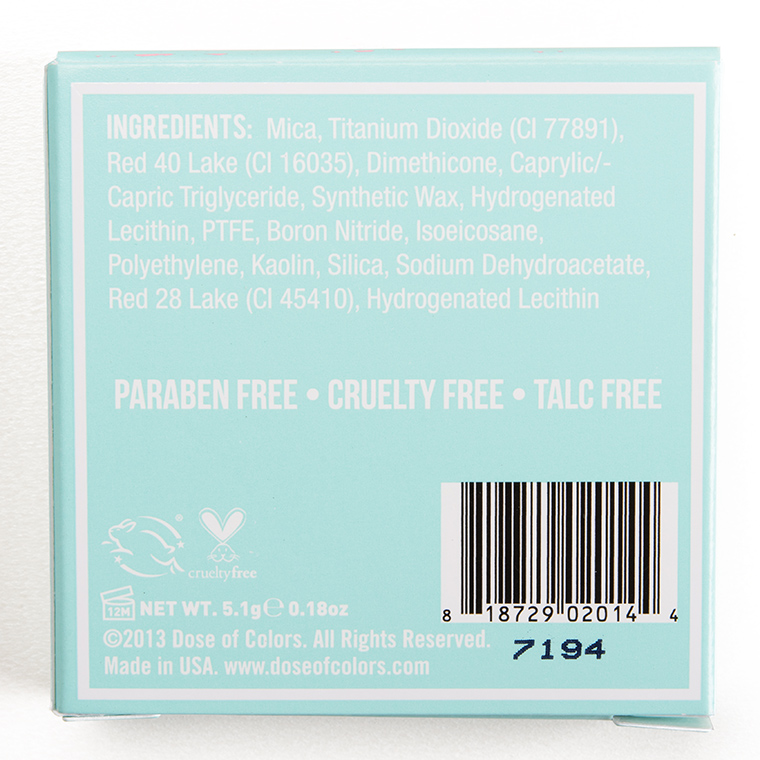 INGREDIENTS: Mica, Titanium Dioxide (CI 77891),
Red 40 Lake (CI 16035), Dimethicone, Caprylic/-
Capric Triglyceride, Synthetic Wax, Hydrogenated
Lecithin, PTFE, Boron Nitride, Isoeicosane,
Polyethylene, Kaolin, Silica, Sodium Dehydroacetate,
Red 28 Lake (CI 45410), Hydrogenated Lecithin
PARABEN FREE • CRUELTY FREE • TALC FREE
®
crueltyfree
12M NET WT. 5.1g ℮ 0.18oz
8 18729 02014 4
©2013 Dose of Colors. All Rights Reserved.
7194
Made in USA. www.doseofcolors.com